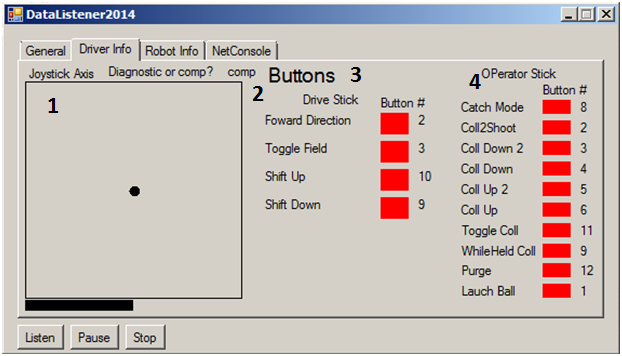 DataListener2014
General Driver Info Robot Info NetConsole
Joystick Axis Diagnostic or comp? comp
1
2
Buttons 3
Drive Stick Button #
Foward Direction 2
Toggle Field 3
Shift Up 10
Shift Down 9
4 OPerator Stick
Button #
Catch Mode 8
Coll2Shoot 2
Coll Down 2 3
Coll Down 4
Coll Up 2 5
Coll Up 6
Toggle Coll 11
WhileHeld Coll 9
Purge 12
Lauch Ball 1
Listen Pause Stop